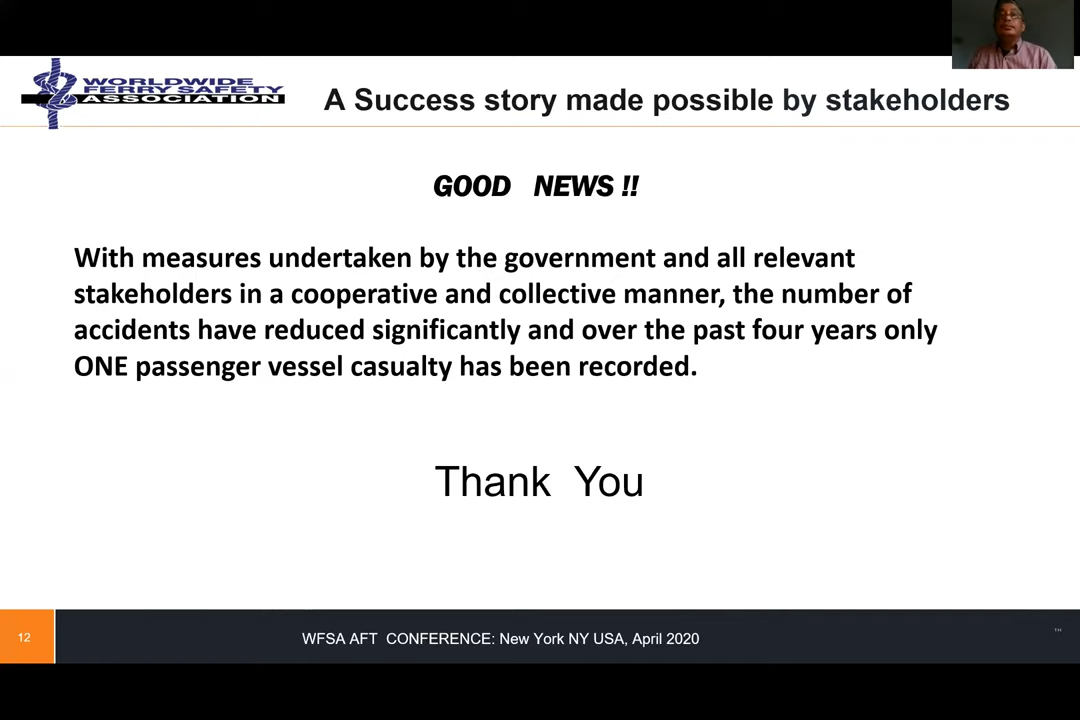 WORLDWIDE
FERRY SAFETY
ASSOCIATION
A Success story made possible by stakeholders
GOOD NEWS !!
With measures undertaken by the government and all relevant
stakeholders in a cooperative and collective manner, the number of
accidents have reduced significantly and over the past four years only
ONE passenger vessel casualty has been recorded.
Thank You
12
WFSA AFT CONFERENCE: New York NY USA, April 2020
TM